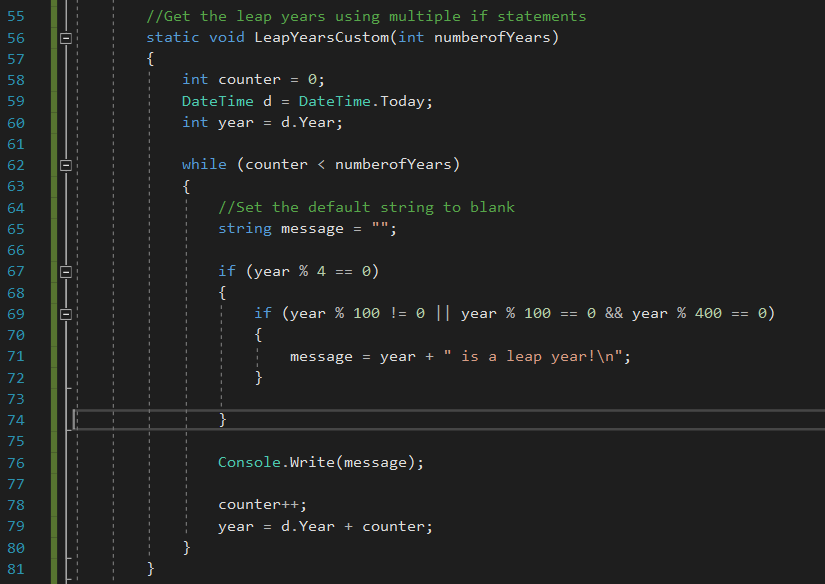 55 //Get the leap years using multiple if statements
56 static void LeapYearsCustom(int numberofYears)
57 {
58 int counter = 0;
59 DateTime d = DateTime.Today;
60 int year = d.Year;
61
62 while (counter < numberofYears)
63 {
64 //Set the default string to blank
65 string message = "";
66
67 if (year % 4 == 0)
68 {
69 if (year % 100 != 0 || year % 100 == 0 && year % 400 == 0)
70 {
71 message = year + " is a leap year!\n";
72 }
73
74 }
75
76 Console.Write(message);
77
78 counter++;
79 year = d.Year + counter;
80 }
81 }